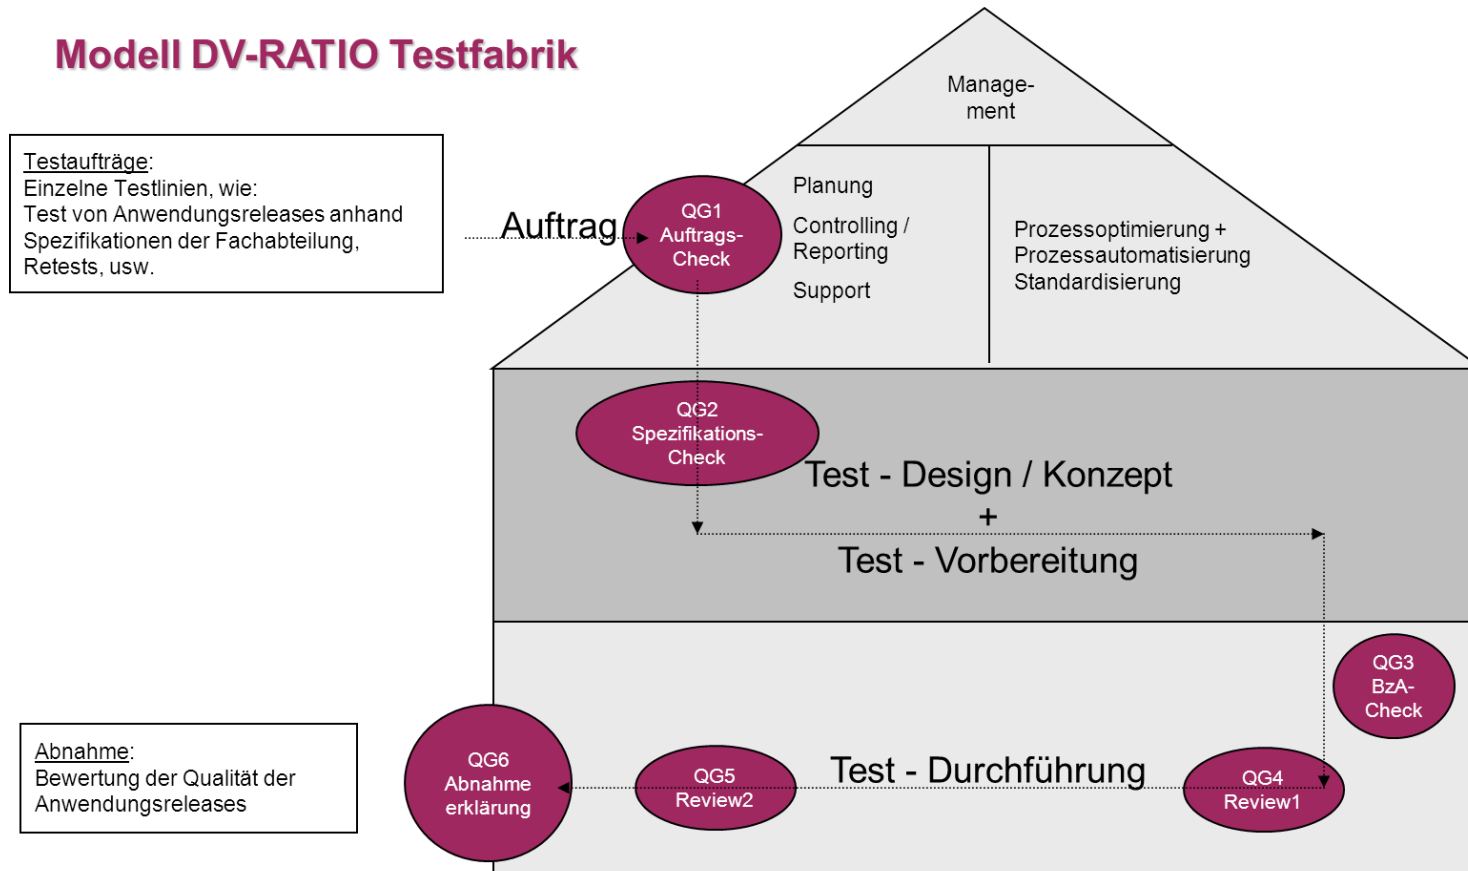 Modell DV-RATIO Testfabrik
Manage-
ment
Testaufträge:
Einzelne Testlinien, wie:
Test von Anwendungsreleases anhand
Spezifikationen der Fachabteilung,
Retests, usw.
Auftrag
QG1
Auftrags-
Check
Planung
Controlling /
Reporting
Support
Prozessoptimierung +
Prozessautomatisierung
Standardisierung
QG2
Spezifikations-
Check
Test - Design / Konzept
+
Test - Vorbereitung
QG3
BzA-
Check
Abnahme:
Bewertung der Qualität der
Anwendungsreleases
QG6
Abnahme
erklärung
QG5
Review2
Test - Durchführung
QG4
Review1